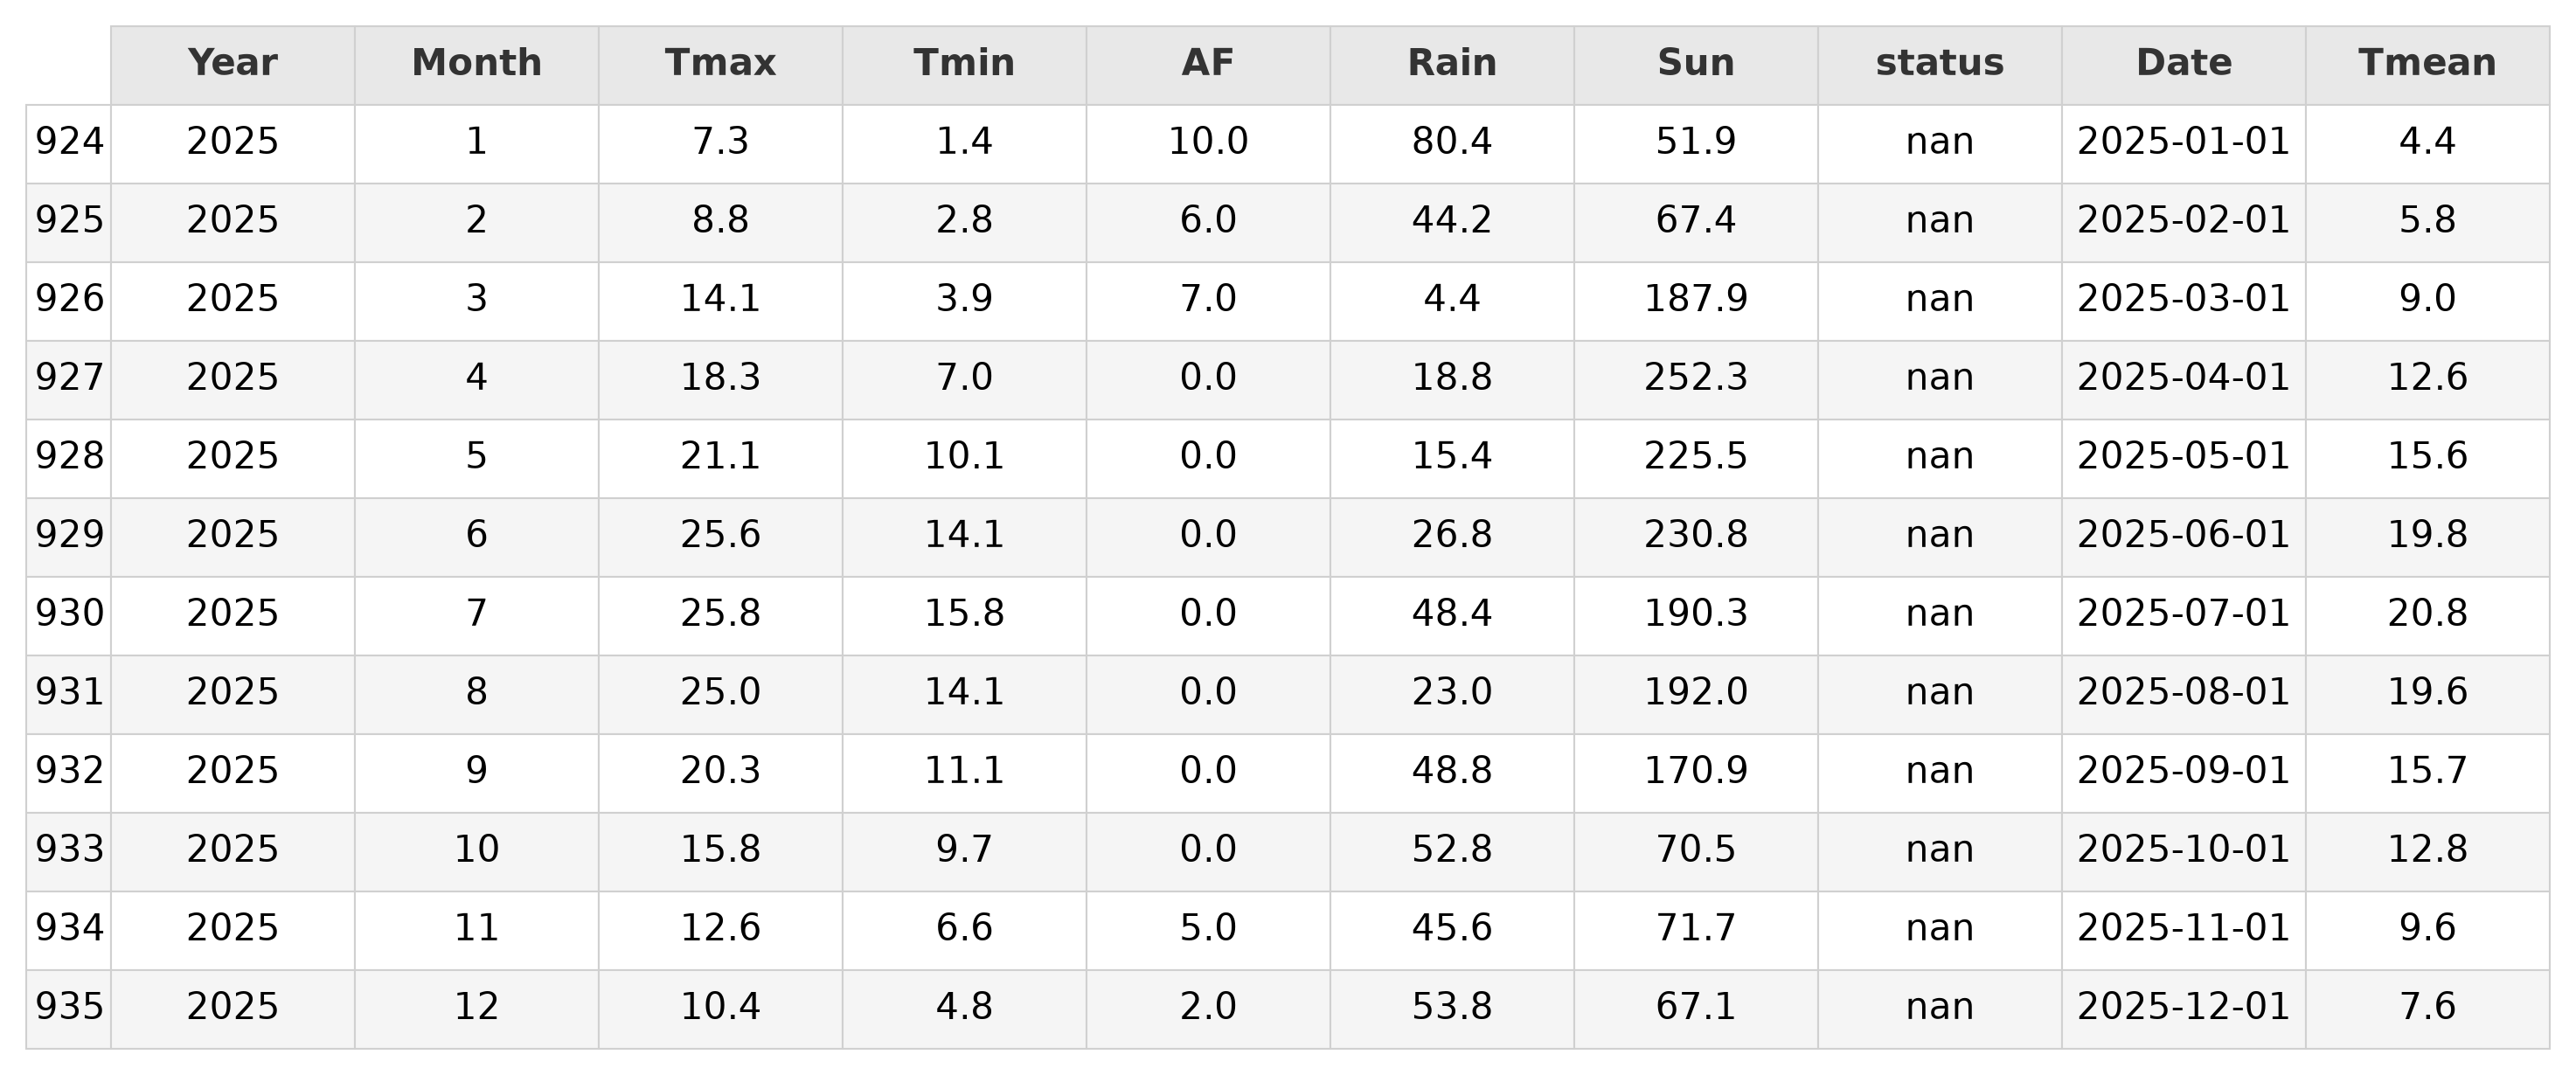 Year Month Tmax Tmin AF Rain Sun status Date Tmean
924 2025 1 7.3 1.4 10.0 80.4 51.9 nan 2025-01-01 4.4
925 2025 2 8.8 2.8 6.0 44.2 67.4 nan 2025-02-01 5.8
926 2025 3 14.1 3.9 7.0 4.4 187.9 nan 2025-03-01 9.0
927 2025 4 18.3 7.0 0.0 18.8 252.3 nan 2025-04-01 12.6
928 2025 5 21.1 10.1 0.0 15.4 225.5 nan 2025-05-01 15.6
929 2025 6 25.6 14.1 0.0 26.8 230.8 nan 2025-06-01 19.8
930 2025 7 25.8 15.8 0.0 48.4 190.3 nan 2025-07-01 20.8
931 2025 8 25.0 14.1 0.0 23.0 192.0 nan 2025-08-01 19.6
932 2025 9 20.3 11.1 0.0 48.8 170.9 nan 2025-09-01 15.7
933 2025 10 15.8 9.7 0.0 52.8 70.5 nan 2025-10-01 12.8
934 2025 11 12.6 6.6 5.0 45.6 71.7 nan 2025-11-01 9.6
935 2025 12 10.4 4.8 2.0 53.8 67.1 nan 2025-12-01 7.6